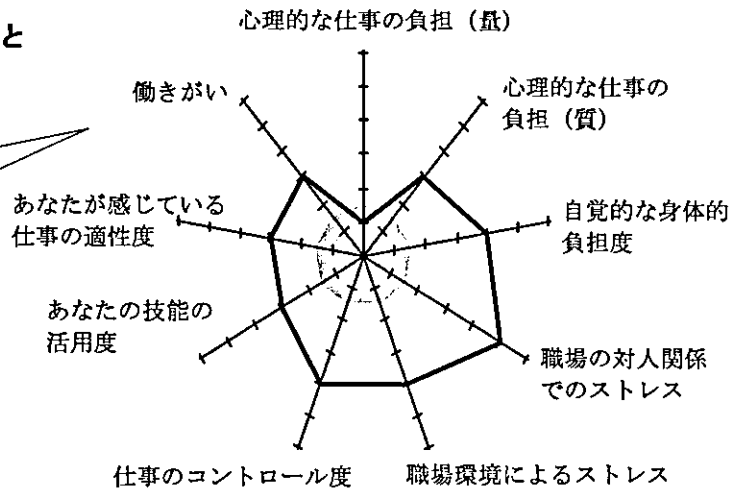 と
心理的な仕事の負担（量）
心理的な仕事の
負担（質）
自覚的な身体的
負担度
職場の対人関係
でのストレス
職場環境によるストレス
仕事のコントロール度
あなたの技能の
活用度
あなたが感じている
仕事の適性度
働きがい